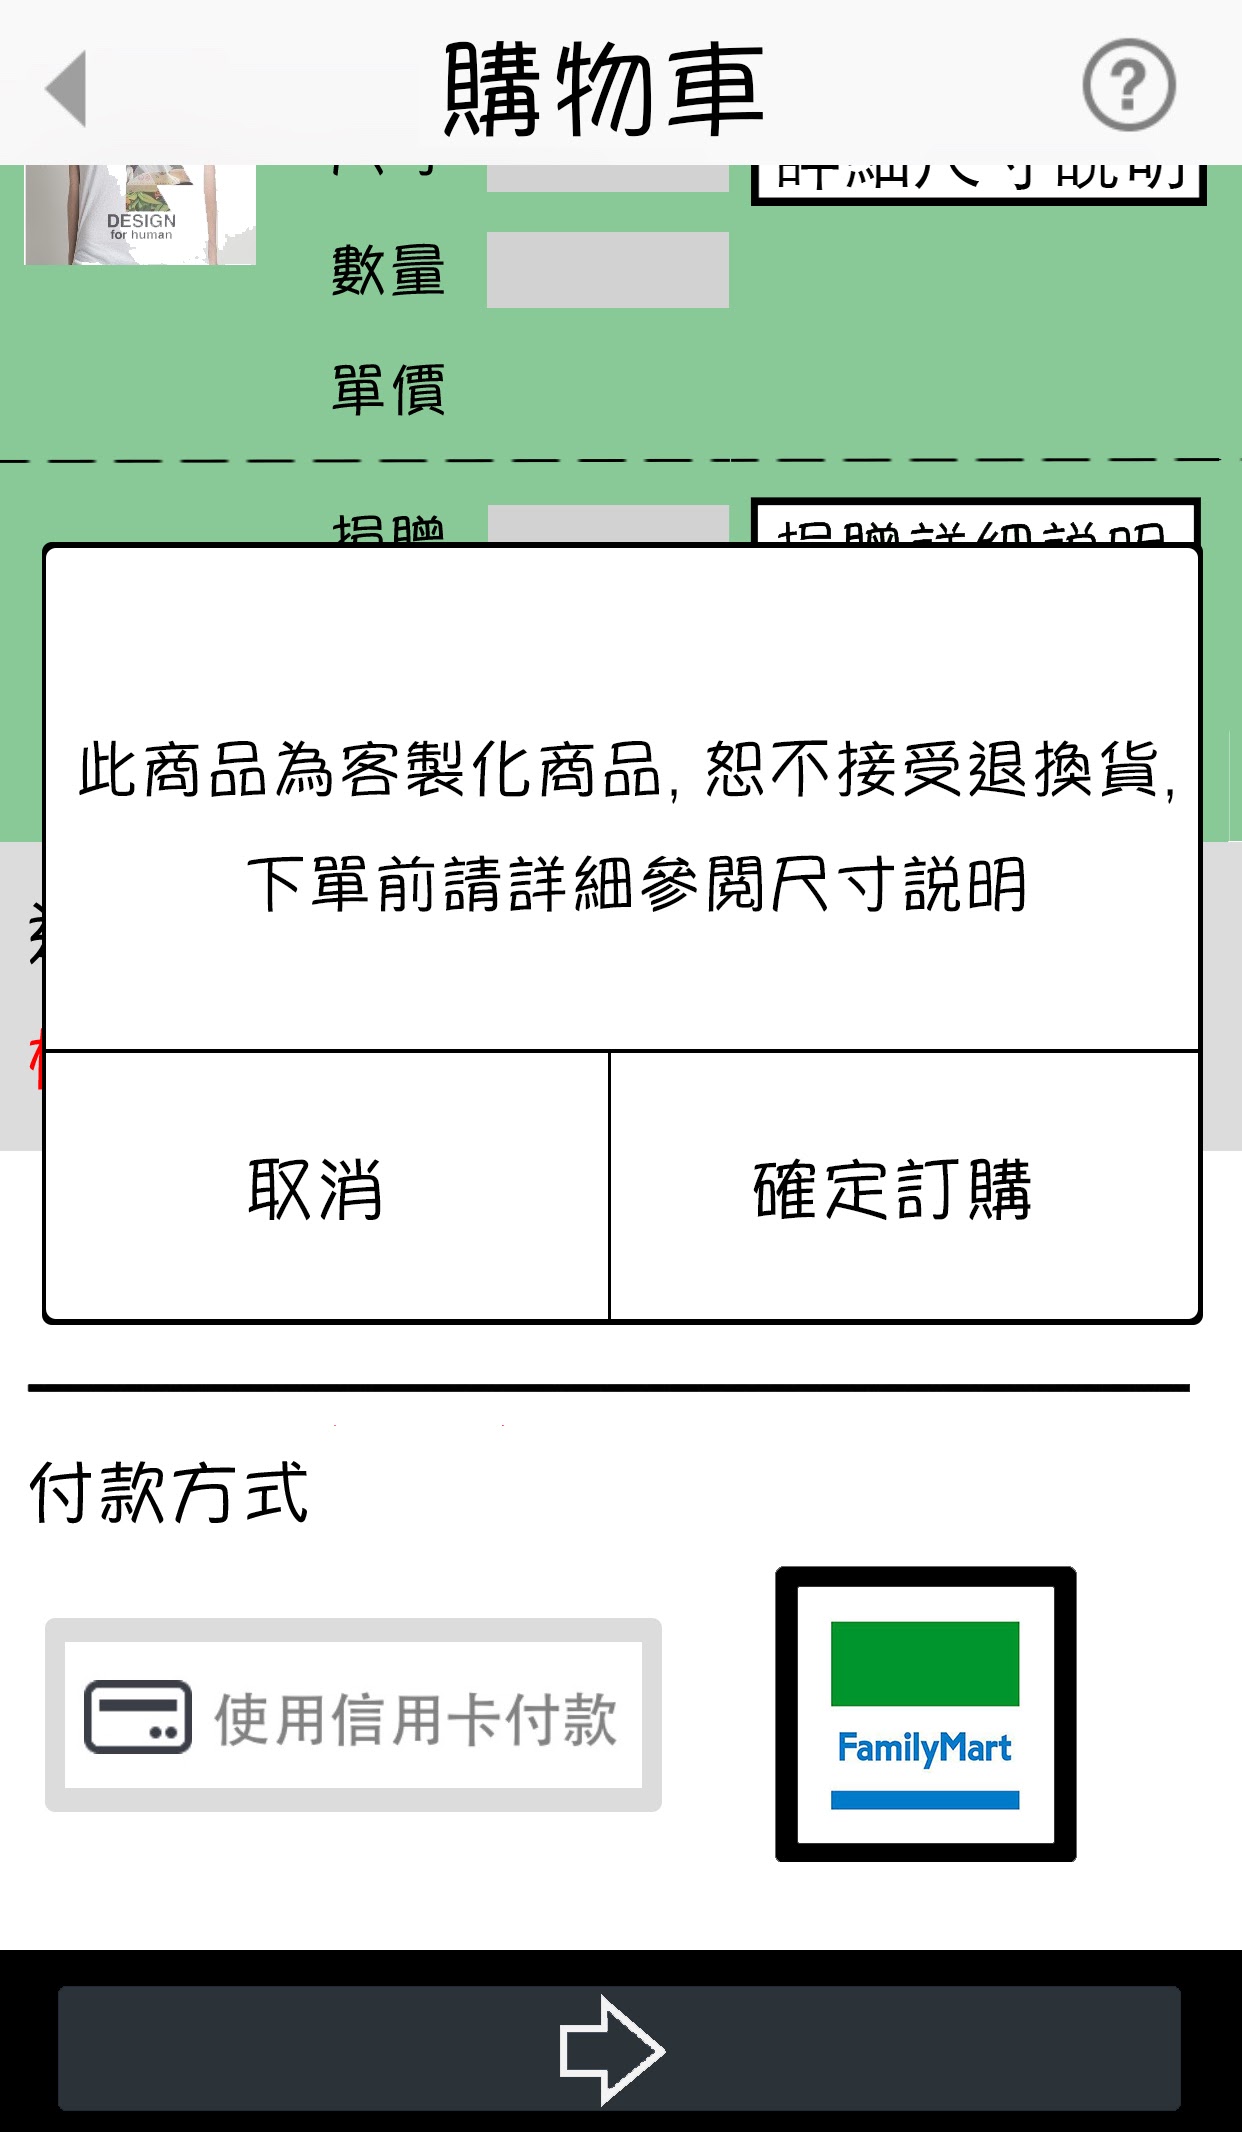 購物車
?
詳細尺寸說明
DESIGN
for human
數量
單價
捐贈
捐贈詳細說明
此商品為客製化商品, 恕不接受退換貨,
下單前請詳細參閱尺寸說明
取消
確定訂購
付款方式
使用信用卡付款
FamilyMart